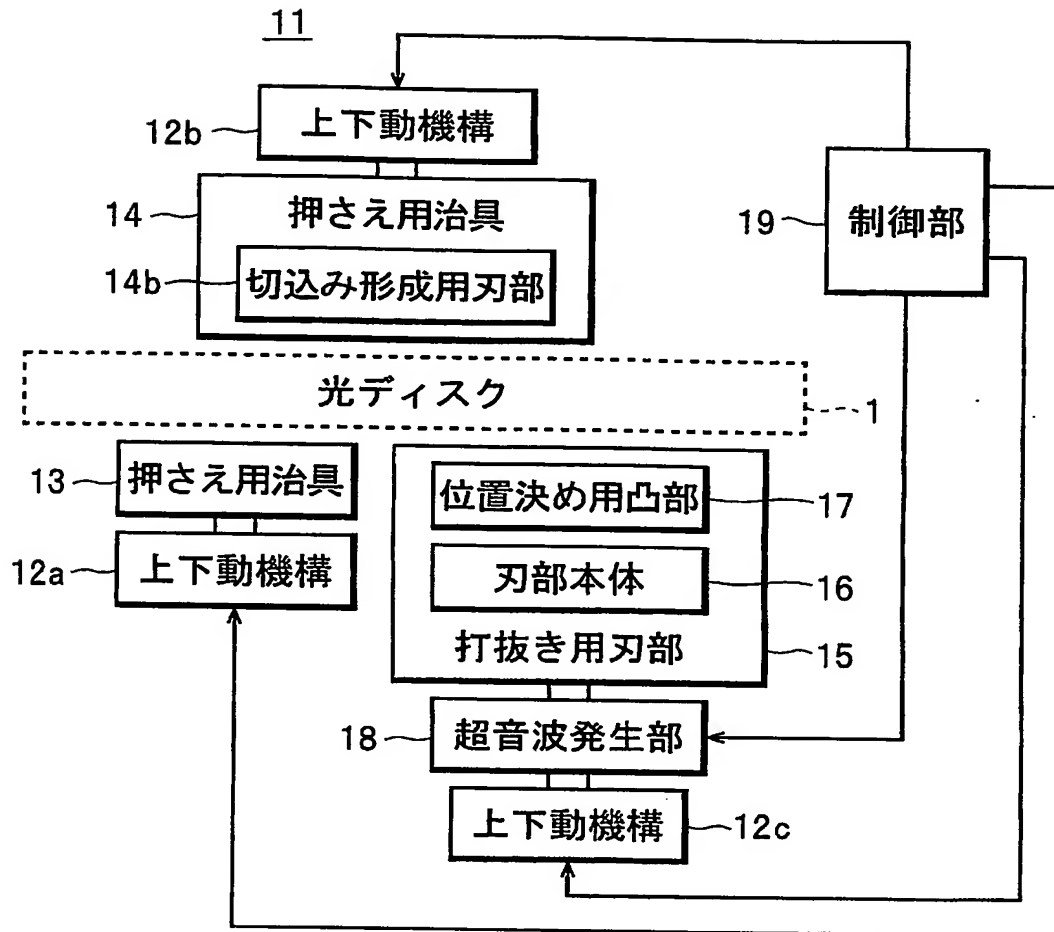 11
12b
上下動機構
14
押さえ用治具
14b
切込み形成用刃部
19
制御部
光ディスク
1
13
押さえ用治具
12a
上下動機構
位置決め用凸部
17
刃部本体
16
打抜き用刃部
15
18
超音波発生部
上下動機構
12c